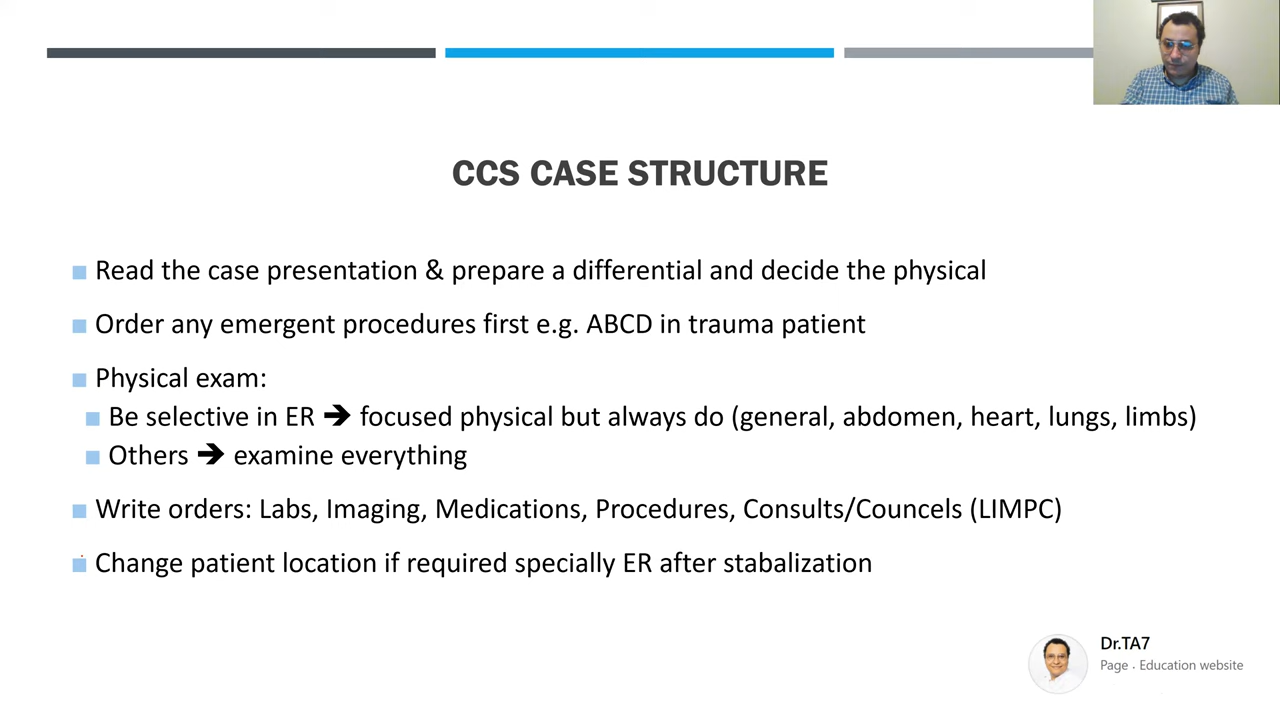 CCS CASE STRUCTURE
Read the case presentation & prepare a differential and decide the physical
Order any emergent procedures first e.g. ABCD in trauma patient
Physical exam:
Be selective in ER ➔ focused physical but always do (general, abdomen, heart, lungs, limbs)
Others ➔ examine everything
Write orders: Labs, Imaging, Medications, Procedures, Consults/Councels (LIMPC)
Change patient location if required specially ER after stabalization
Dr.TA7
Page · Education website